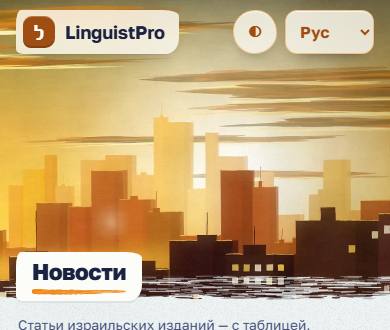 ל LinguistPro Рус
Новости
Статьи израильских изданий — с таблицей,